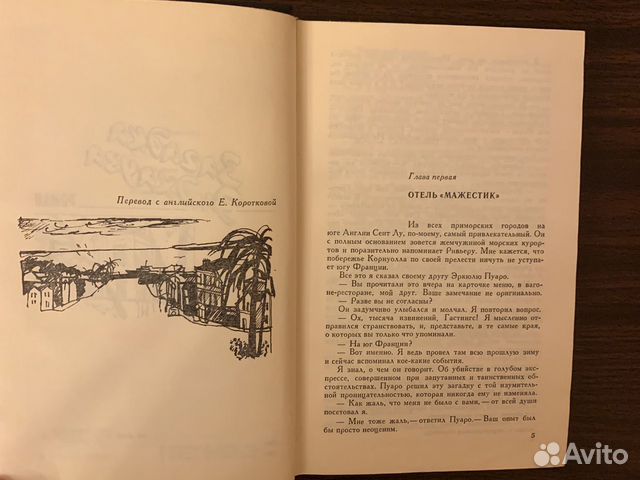 Перевод с английского Е. Коротковой
Глава первая
ОТЕЛЬ «МАЖЕСТИК»
Из всех приморских городов на
юге Англии Сент Лу, по-моему, самый привлекательный. Он
с полным основанием зовется жемчужиной морских курор-
тов и поразительно напоминает Ривьеру. Мне кажется, что
побережье Корнуолла по своей прелести ничуть не уступа-
ет югу Франции.
Все это я сказал своему другу Эркюлю Пуаро.
— Вы прочитали это вчера на карточке меню, в ваго-
не-ресторане, мой друг. Ваше замечание не оригинально.
— Разве вы не согласны?
Он задумчиво улыбался и молчал. Я повторил вопрос.
— Ох, тысяча извинений, Гастингс! Я мысленно от-
правился странствовать, и, представьте, в те самые края,
о которых вы только что упоминали.
— На юг Франции?
— Вот именно. Я ведь провел там всю прошлую зиму
и сейчас вспоминал кое-какие события.
Я знал, о чем он говорит. Об убийстве в голубом экс-
прессе, совершенном при запутанных и таинственных об-
стоятельствах. Пуаро решил эту загадку с той изумитель-
ной проницательностью, которая никогда ему не изменяла.
— Как жаль, что меня не было с вами,— от всей души
посетовал я.
— Мне тоже жаль,— ответил Пуаро.— Ваш опыт был
бы просто неоценим.
5
Avito